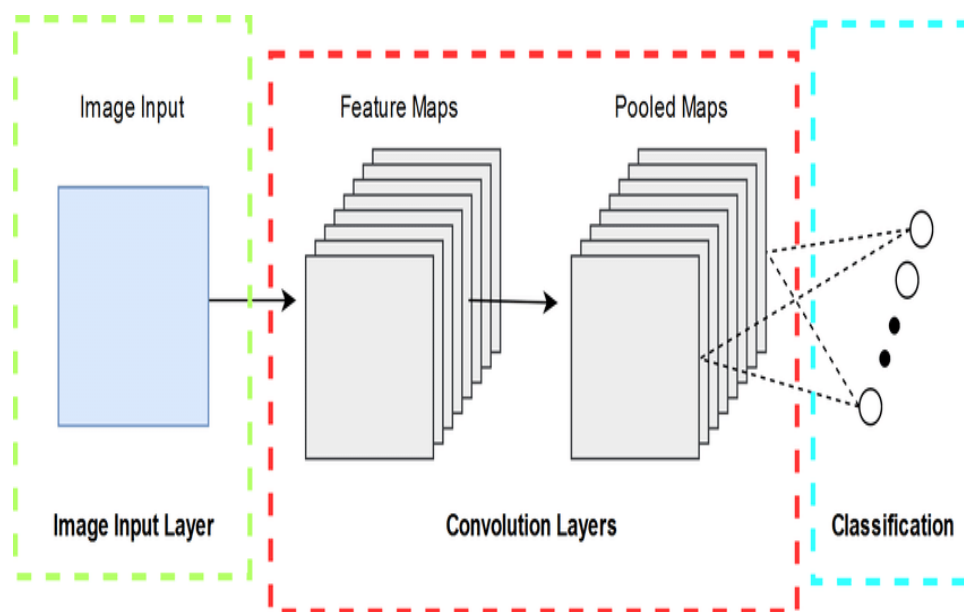 Image Input
Feature Maps
Pooled Maps
Image Input Layer
Convolution Layers
Classification